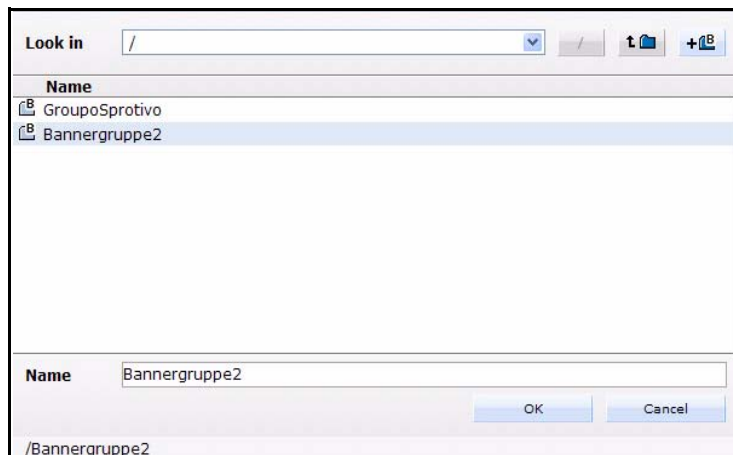 Look in / /
+B
Name
B GroupoSprotivo
B Bannergruppe2
Name Bannergruppe2
OK Cancel
/Bannergruppe2